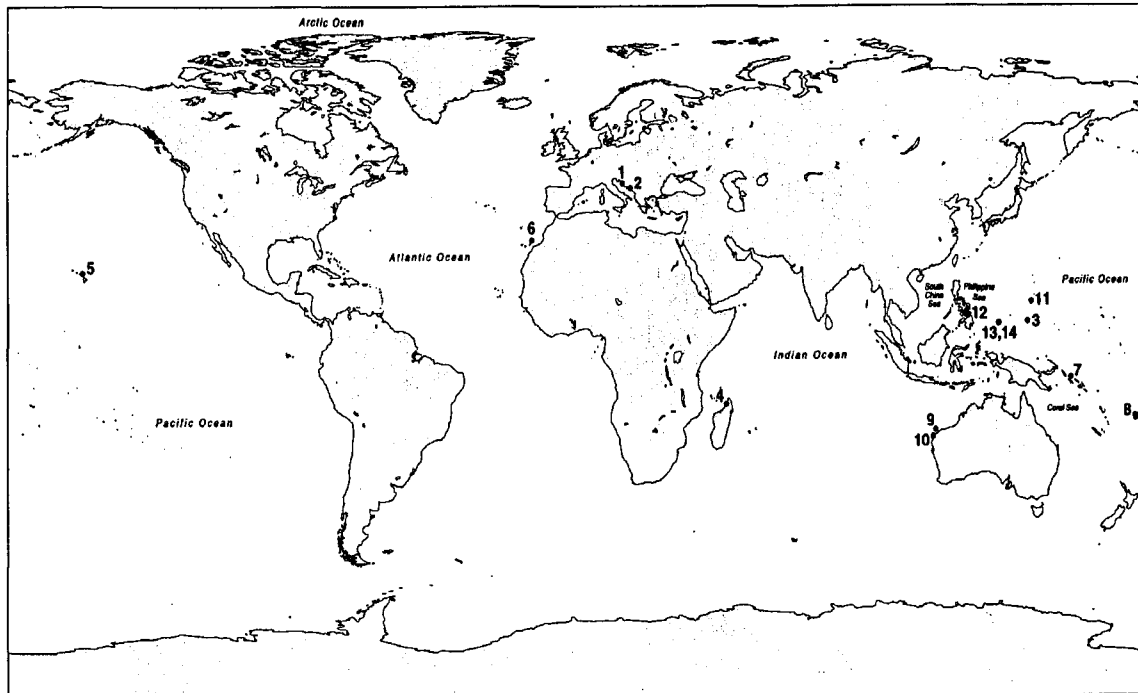 Arctic Ocean
1
2
6
Atlantic Ocean
5
Pacific Ocean
South
China
Sea
Philippine
Sea
11
12
3
13,14
Indian Ocean
7
4
Coral Sea
8
Pacific Ocean
9
10